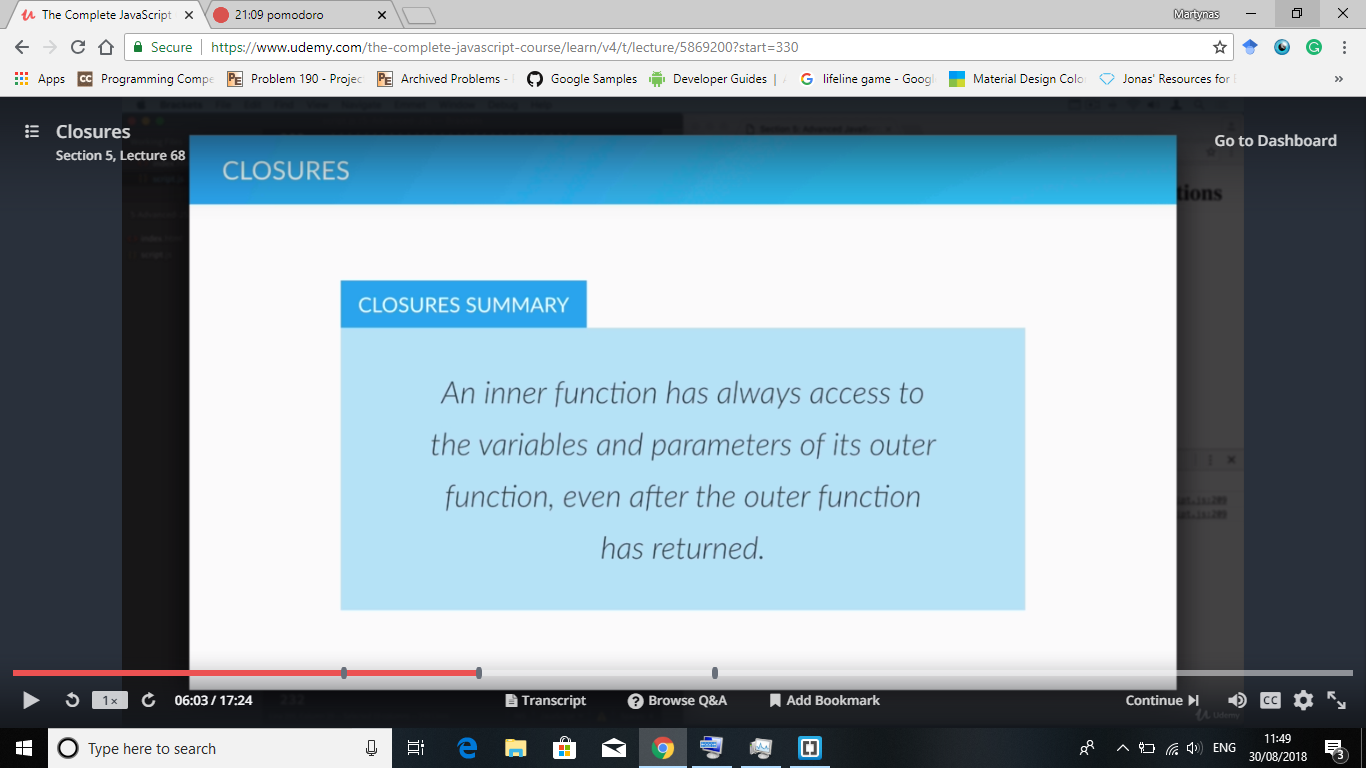 The Complete JavaScript
21:09 pomodoro
Martynas
Secure
https://www.udemy.com/the-complete-javascript-course/learn/v4/t/lecture/5869200?start=330
Apps
CC
Programming Compe
PE
Problem 190 - Projec
PE
Archived Problems -
Google Samples
Developer Guides |
lifeline game - Googl
Material Design Colo
Jonas' Resources for
»
Closures
Section 5, Lecture 68
Go to Dashboard
CLOSURES
tions
CLOSURES SUMMARY
An inner function has always access to
the variables and parameters of its outer
function, even after the outer function
has returned.
1×
06:03 / 17:24
Transcript
Browse Q&A
Add Bookmark
Continue
CC
Udemy
Type here to search
ENG
11:49
30/08/2018
3